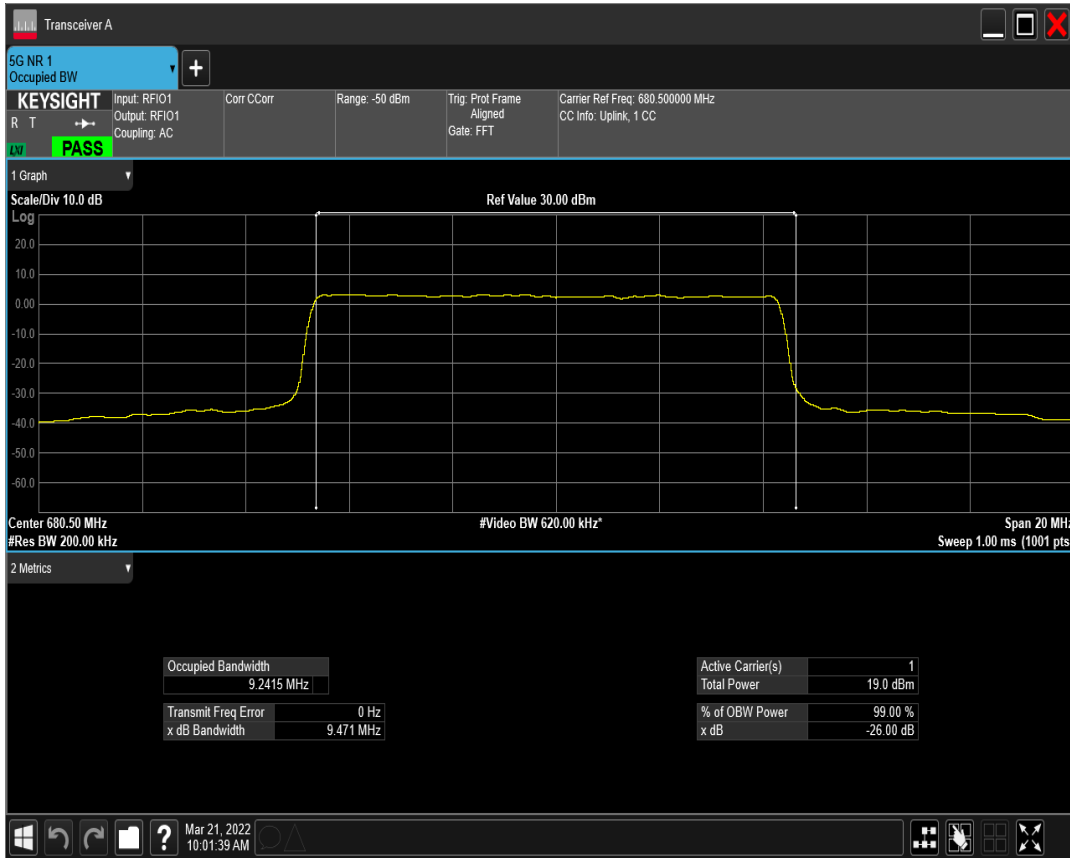 Transceiver A
5G NR 1
Occupied BW
KEYSIGHT
R T
LXI
PASS
Input: RFIO1
Output: RFIO1
Coupling: AC
Corr CCorr
Range: -50 dBm
Trig: Prot Frame
Aligned
Gate: FFT
Carrier Ref Freq: 680.500000 MHz
CC Info: Uplink, 1 CC
1 Graph
Scale/Div 10.0 dB
Ref Value 30.00 dBm
Log
20.0
10.0
0.00
-10.0
-20.0
-30.0
-40.0
-50.0
-60.0
Center 680.50 MHz
#Video BW 620.00 kHz*
Span 20 MHz
#Res BW 200.00 kHz
Sweep 1.00 ms (1001 pts
2 Metrics
Occupied Bandwidth
9.2415 MHz
Transmit Freq Error 0 Hz
x dB Bandwidth 9.471 MHz
Active Carrier(s) 1
Total Power 19.0 dBm
% of OBW Power 99.00 %
x dB -26.00 dB
?
Mar 21, 2022
10:01:39 AM